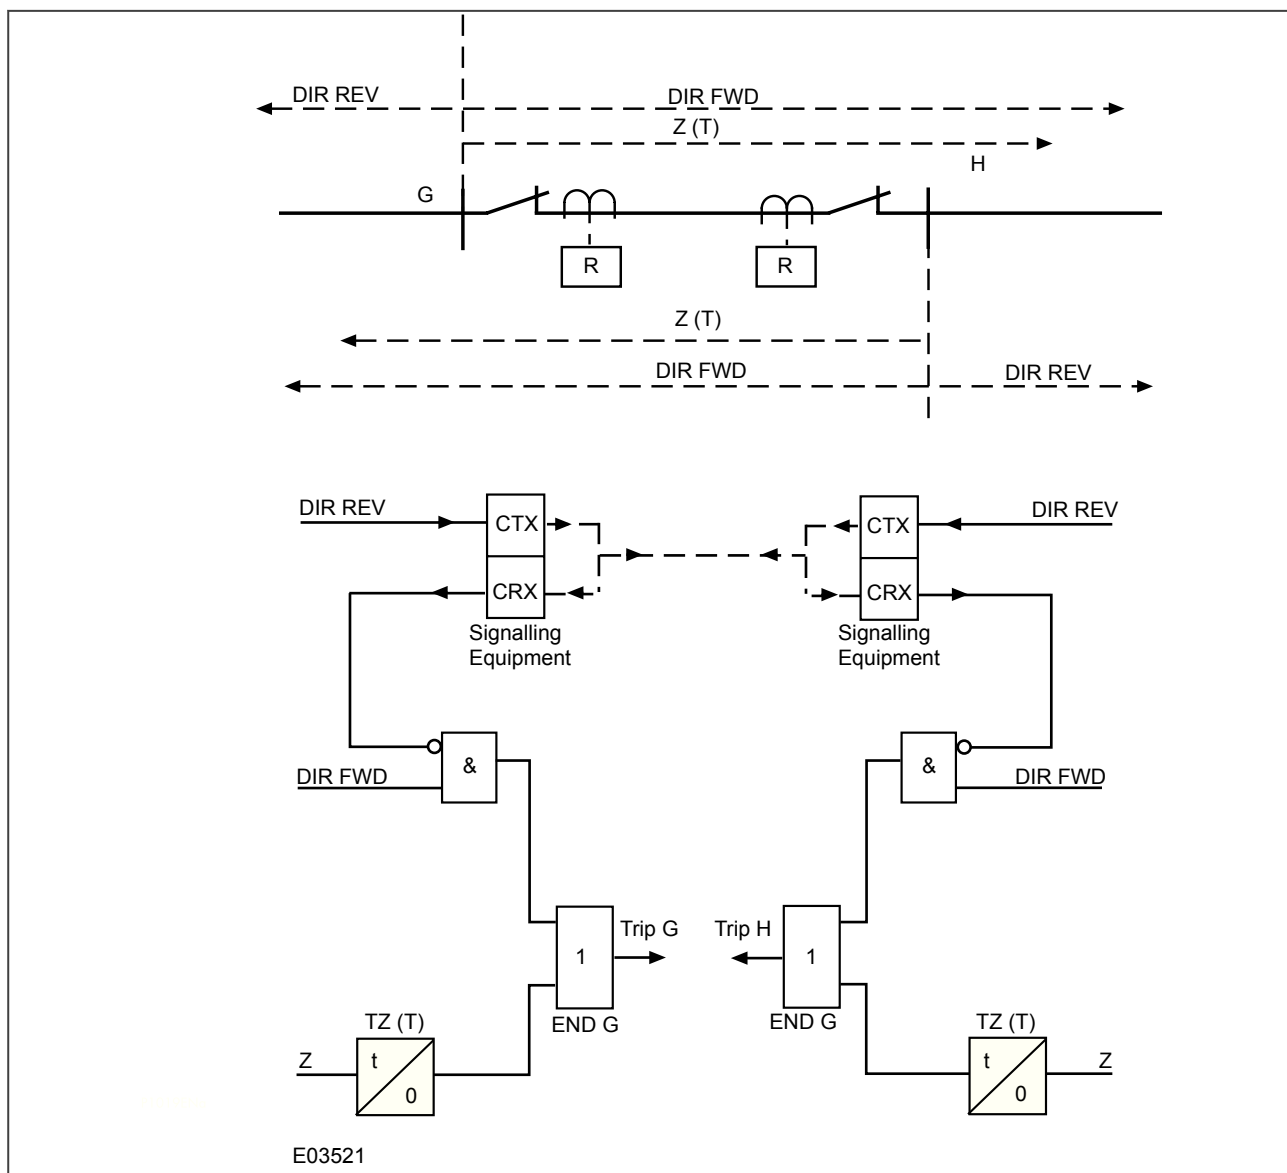 DIR REV
DIR FWD
Z (T)
H
G
R
R
Z (T)
DIR FWD
DIR REV
DIR REV
CTX
CTX
DIR REV
CRX
CRX
Signalling
Equipment
Signalling
Equipment
&
&
DIR FWD
DIR FWD
Trip G
Trip H
1
1
END G
END G
TZ (T)
TZ (T)
Z
t
0
t
0
Z
E03521